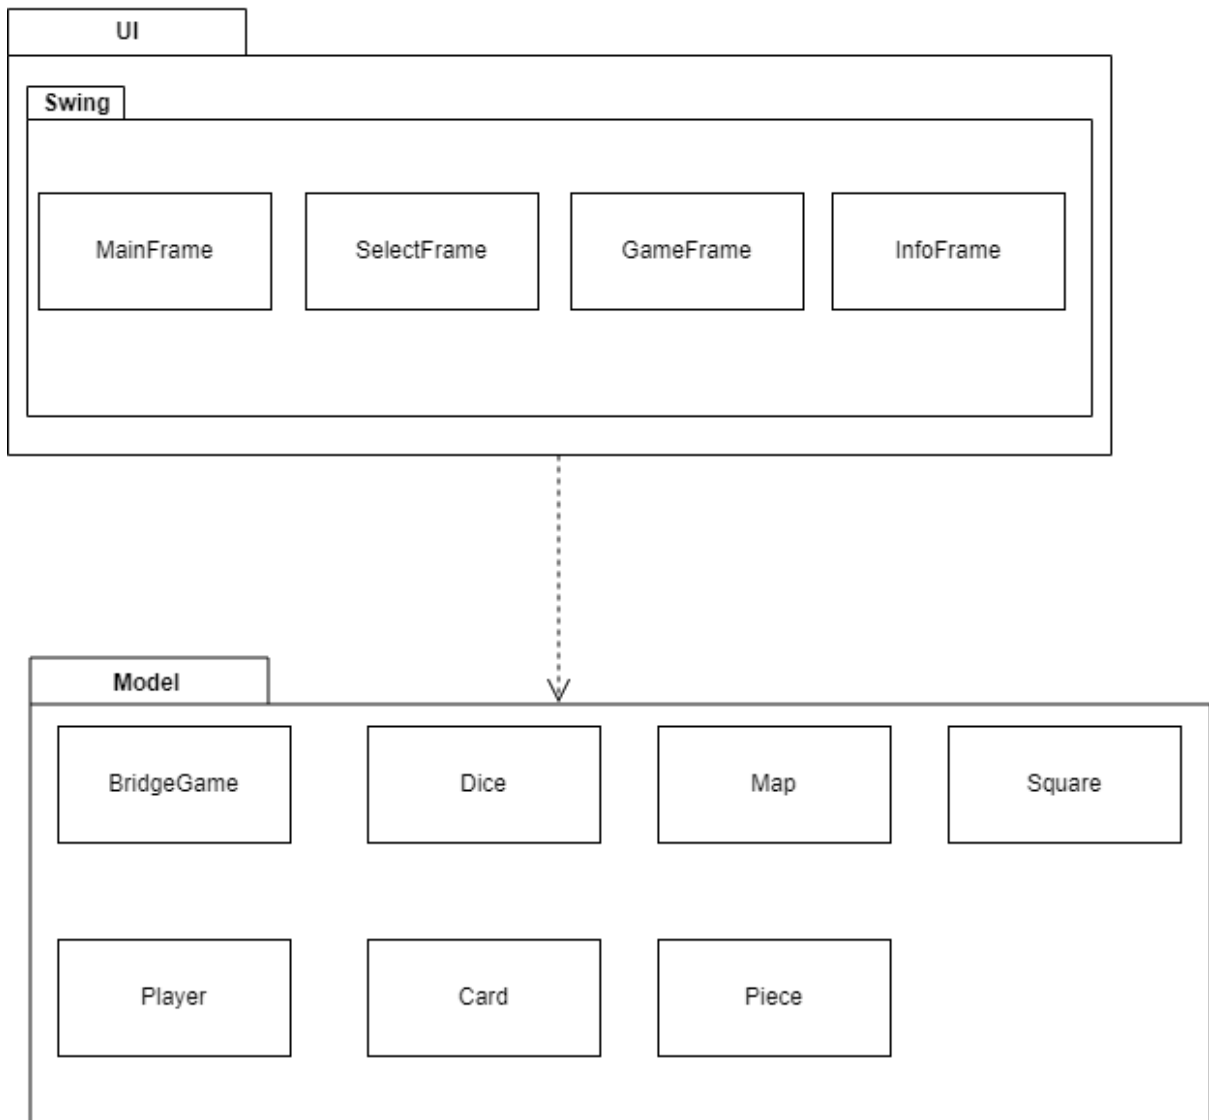 UI
Swing
MainFrame
SelectFrame
GameFrame
InfoFrame
Model
BridgeGame
Dice
Map
Square
Player
Card
Piece